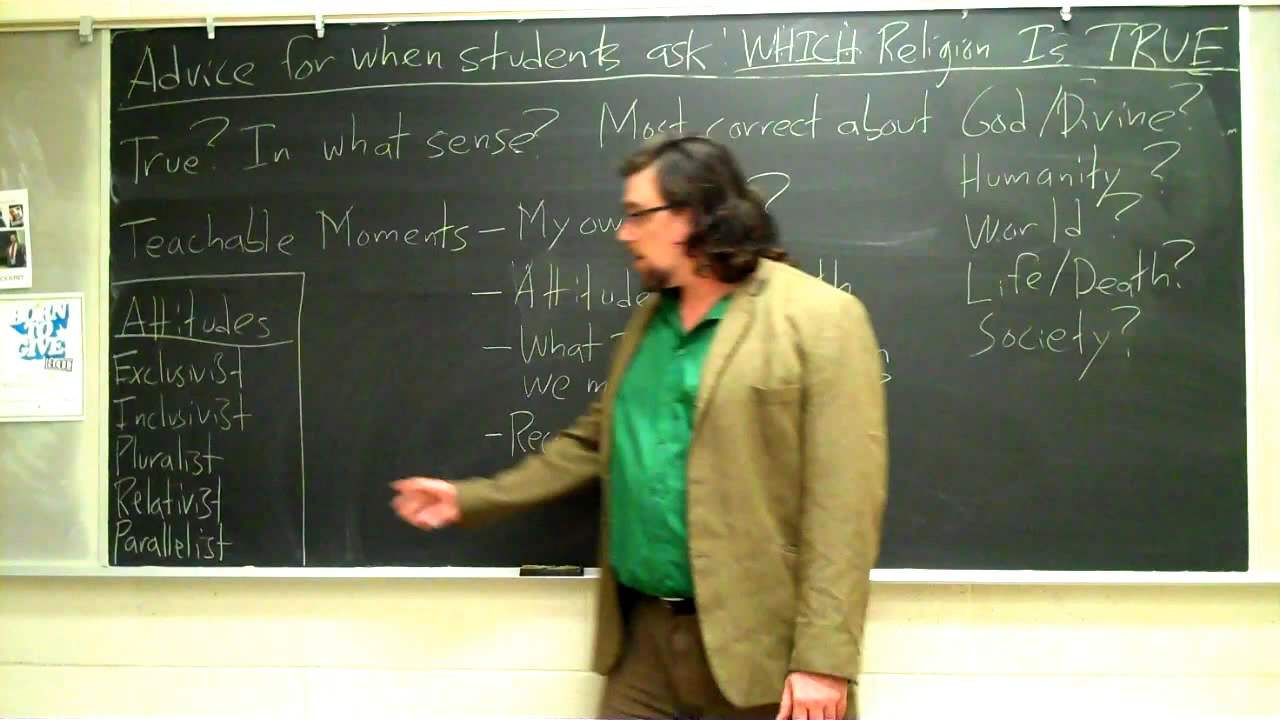 Advice for when students ask WHICH Religion Is TRUE
True? In what sense? Most correct about God/Divine?
Humanity?
World?
Life/Death?
Society?
Teachable Moments - My ow ?
- Attitude th
- What
we m
- Rec
Attitudes
Exclusivist
Inclusivist
Pluralist
Relativist
Parallelist
BORN
TO
GIVE